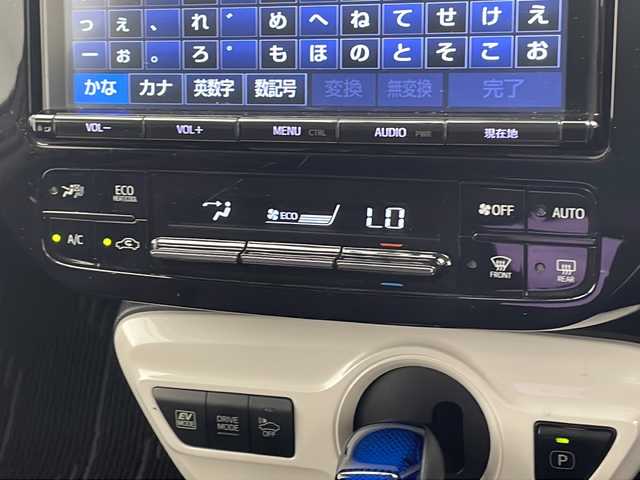 っ ぇ 、 れ ゛ め へ ね て せ け え
ー ぉ 。 ろ ゜ も ほ の と そ こ お
かな カナ 英数字 数記号 変換 無変換 完了
VOL− VOL+ MENU CTRL AUDIO PWR 現在地
ECO HEAT/COOL
ECO LO
OFF AUTO
A/C
FRONT REAR
EV MODE DRIVE MODE OFF
P